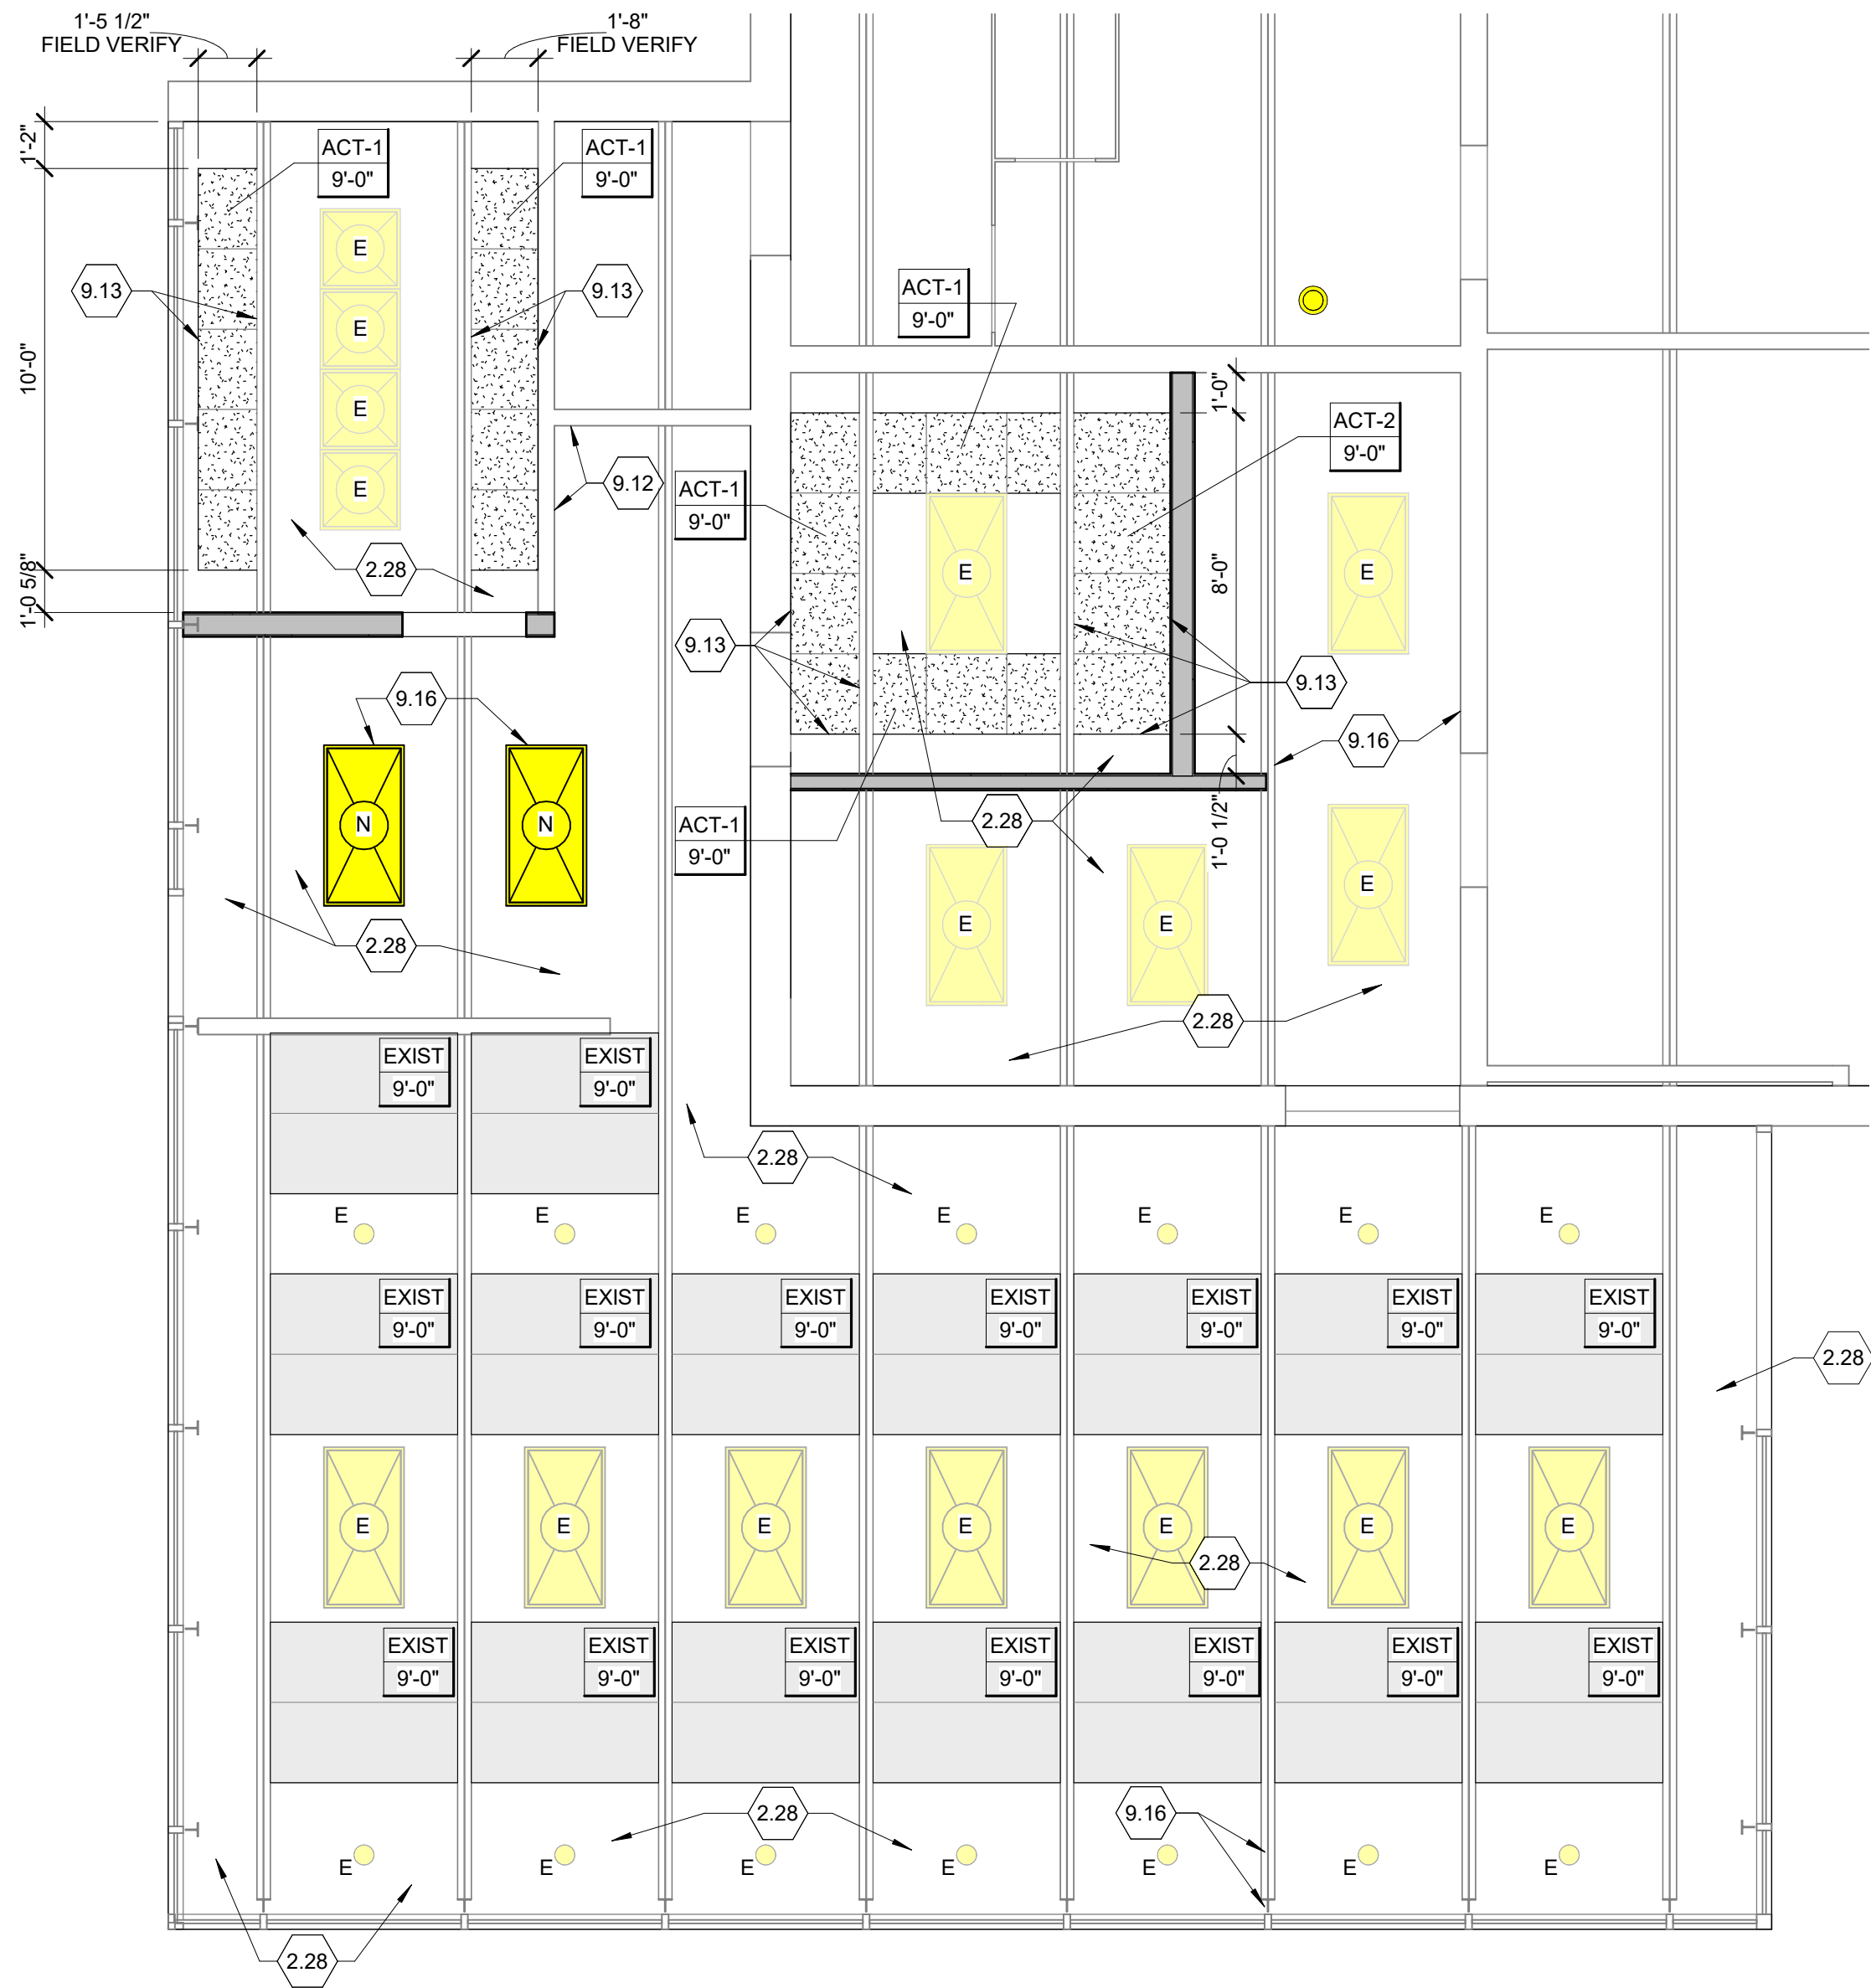 1'-5 1/2"
FIELD VERIFY
1'-8"
FIELD VERIFY
1'-2"
10'-0"
1'-0 5/8"
ACT-1
9'-0"
ACT-1
9'-0"
E
E
E
E
9.13
9.13
ACT-1
9'-0"
1'-0"
ACT-2
9'-0"
8'-0"
9.12
ACT-1
9'-0"
2.28
E
E
9.13
9.13
9.16
9.16
N
N
ACT-1
9'-0"
2.28
1'-0 1/2"
E
E
E
2.28
2.28
EXIST
9'-0"
EXIST
9'-0"
2.28
E
E
E
E
E
E
E
EXIST
9'-0"
EXIST
9'-0"
EXIST
9'-0"
EXIST
9'-0"
EXIST
9'-0"
EXIST
9'-0"
EXIST
9'-0"
2.28
E
E
E
E
E
E
E
2.28
EXIST
9'-0"
EXIST
9'-0"
EXIST
9'-0"
EXIST
9'-0"
EXIST
9'-0"
EXIST
9'-0"
EXIST
9'-0"
2.28
9.16
E
E
E
E
E
E
E
2.28